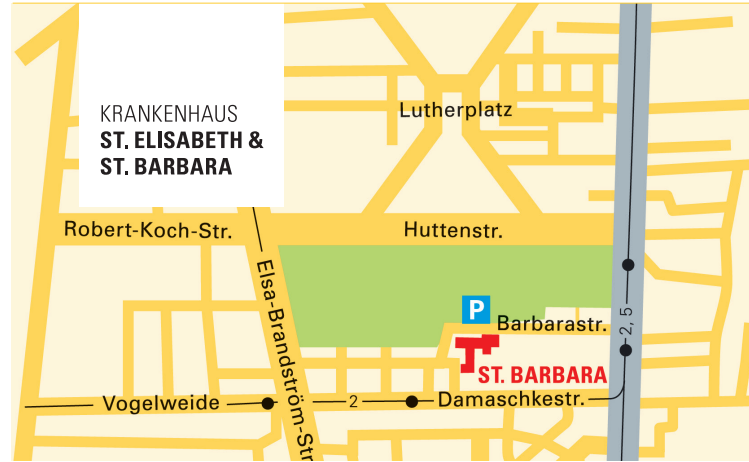 KRANKENHAUS
ST. ELISABETH &
ST. BARBARA
Lutherplatz
Robert-Koch-Str.
Huttenstr.
Elsa-Brandström-Str
P
Barbarastr.
2, 5
ST. BARBARA
Vogelweide
2
Damaschkestr.